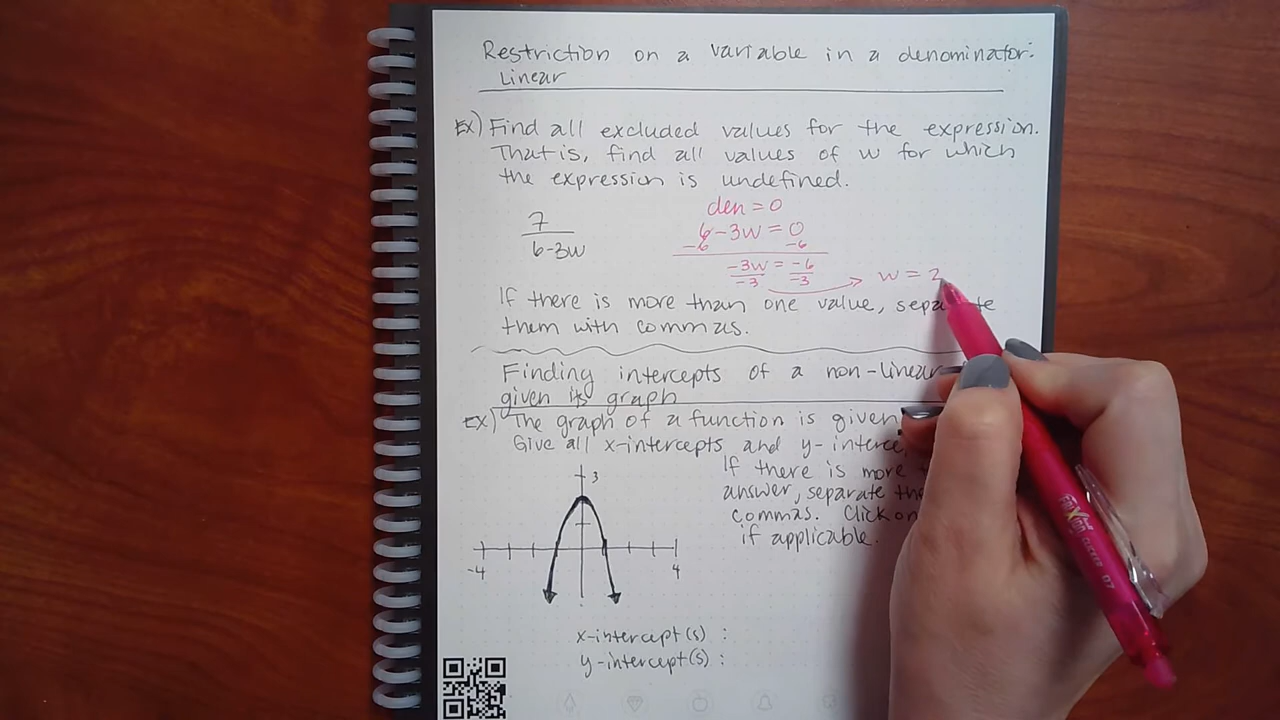 Restriction on a variable in a denominator:
Linear
Ex) Find all excluded values for the expression.
That is, find all values of w for which
the expression is undefined.
den = 0
7
6-3w
6-3w = 0
-6 -6
-3w = -6
-3 -3
w = 2
If there is more than one value, separate
them with commas.
Finding intercepts of a non-linear
given its graph
Ex) The graph of a function is given
Give all x-intercepts and y-
If there is more
answer, separate
commas. Click on
if applicable.
3
-4 4
x-intercept(s) :
y-intercept(s) :
FriXion CLICKER 07